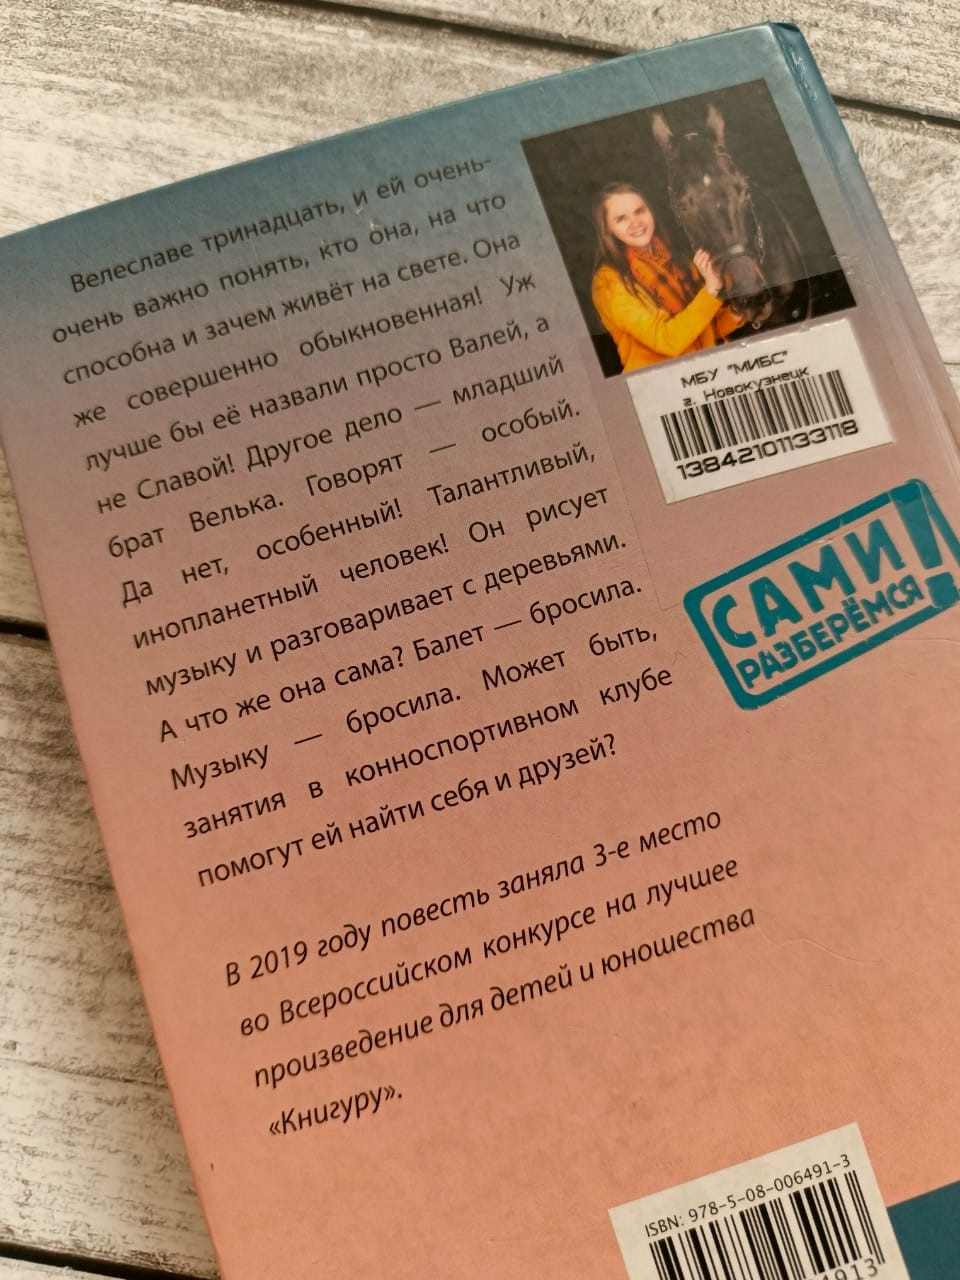 Велеславе тринадцать, и ей очень-
очень важно понять, кто она, на что
способна и зачем живёт на свете. Она
же совершенно обыкновенная! Уж
лучше бы её назвали просто Валей, а
не Славой! Другое дело — младший
брат Велька. Говорят — особый.
Да нет, особенный! Талантливый,
инопланетный человек! Он рисует
музыку и разговаривает с деревьями.
А что же она сама? Балет — бросила.
Музыку — бросила. Может быть,
занятия в конноспортивном клубе
помогут ей найти себя и друзей?
В 2019 году повесть заняла 3-е место
во Всероссийском конкурсе на лучшее
произведение для детей и юношества
«Книгуру».
МБУ "МИБС"
г. Новокузнецк
13842101133118
САМИ!
РАЗБЕРЁМСЯ
ISBN: 978-5-08-006491-3